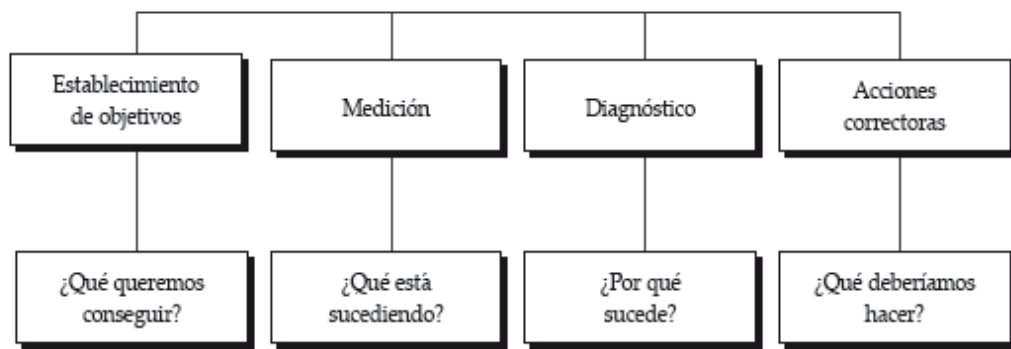 Establecimiento
de objetivos
Medición
Diagnóstico
Acciones
correctoras
¿Qué queremos
conseguir?
¿Qué está
sucediendo?
¿Por qué
sucede?
¿Qué deberíamos
hacer?